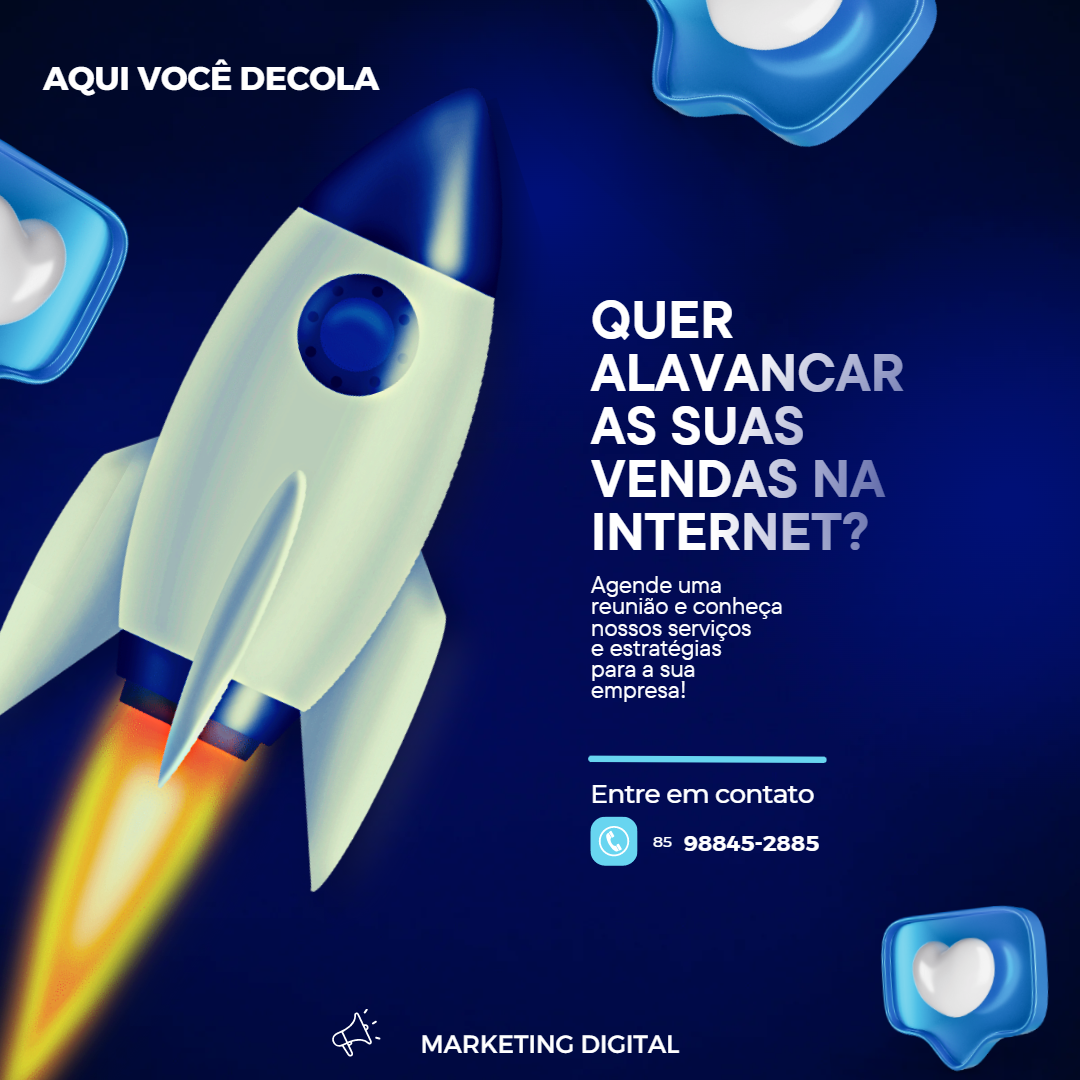 AQUI VOCÊ DECOLA
QUER
ALAVANCAR
AS SUAS
VENDAS NA
INTERNET?
Agende uma
reunião e conheça
nossos serviços
e estratégias
para a sua
empresa!
Entre em contato
85 98845-2885
MARKETING DIGITAL